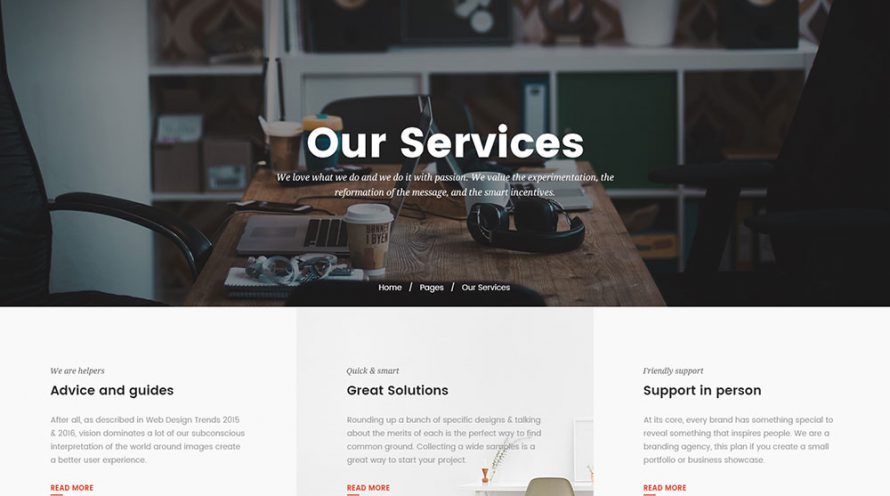 Our Services
We love what we do and we do it with passion. We value the experimentation, the
reformation of the message, and the smart incentives.
Home / Pages / Our Services
We are helpers
Advice and guides
After all, as described in Web Design Trends 2015
& 2016, vision dominates a lot of our subconscious
interpretation of the world around images create
a better user experience.
READ MORE
Quick & smart
Great Solutions
Rounding up a bunch of specific designs & talking
about the merits of each is the perfect way to find
common ground. Collecting a wide samples is a
great way to start your project.
READ MORE
Friendly support
Support in person
At its core, every brand has something special to
reveal something that inspires people. We are a
branding agency, this plan if you create a small
portfolio or business showcase.
READ MORE